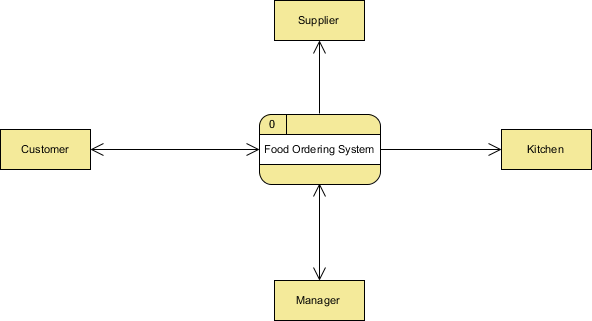 Supplier
0
Customer
Food Ordering System
Kitchen
Manager